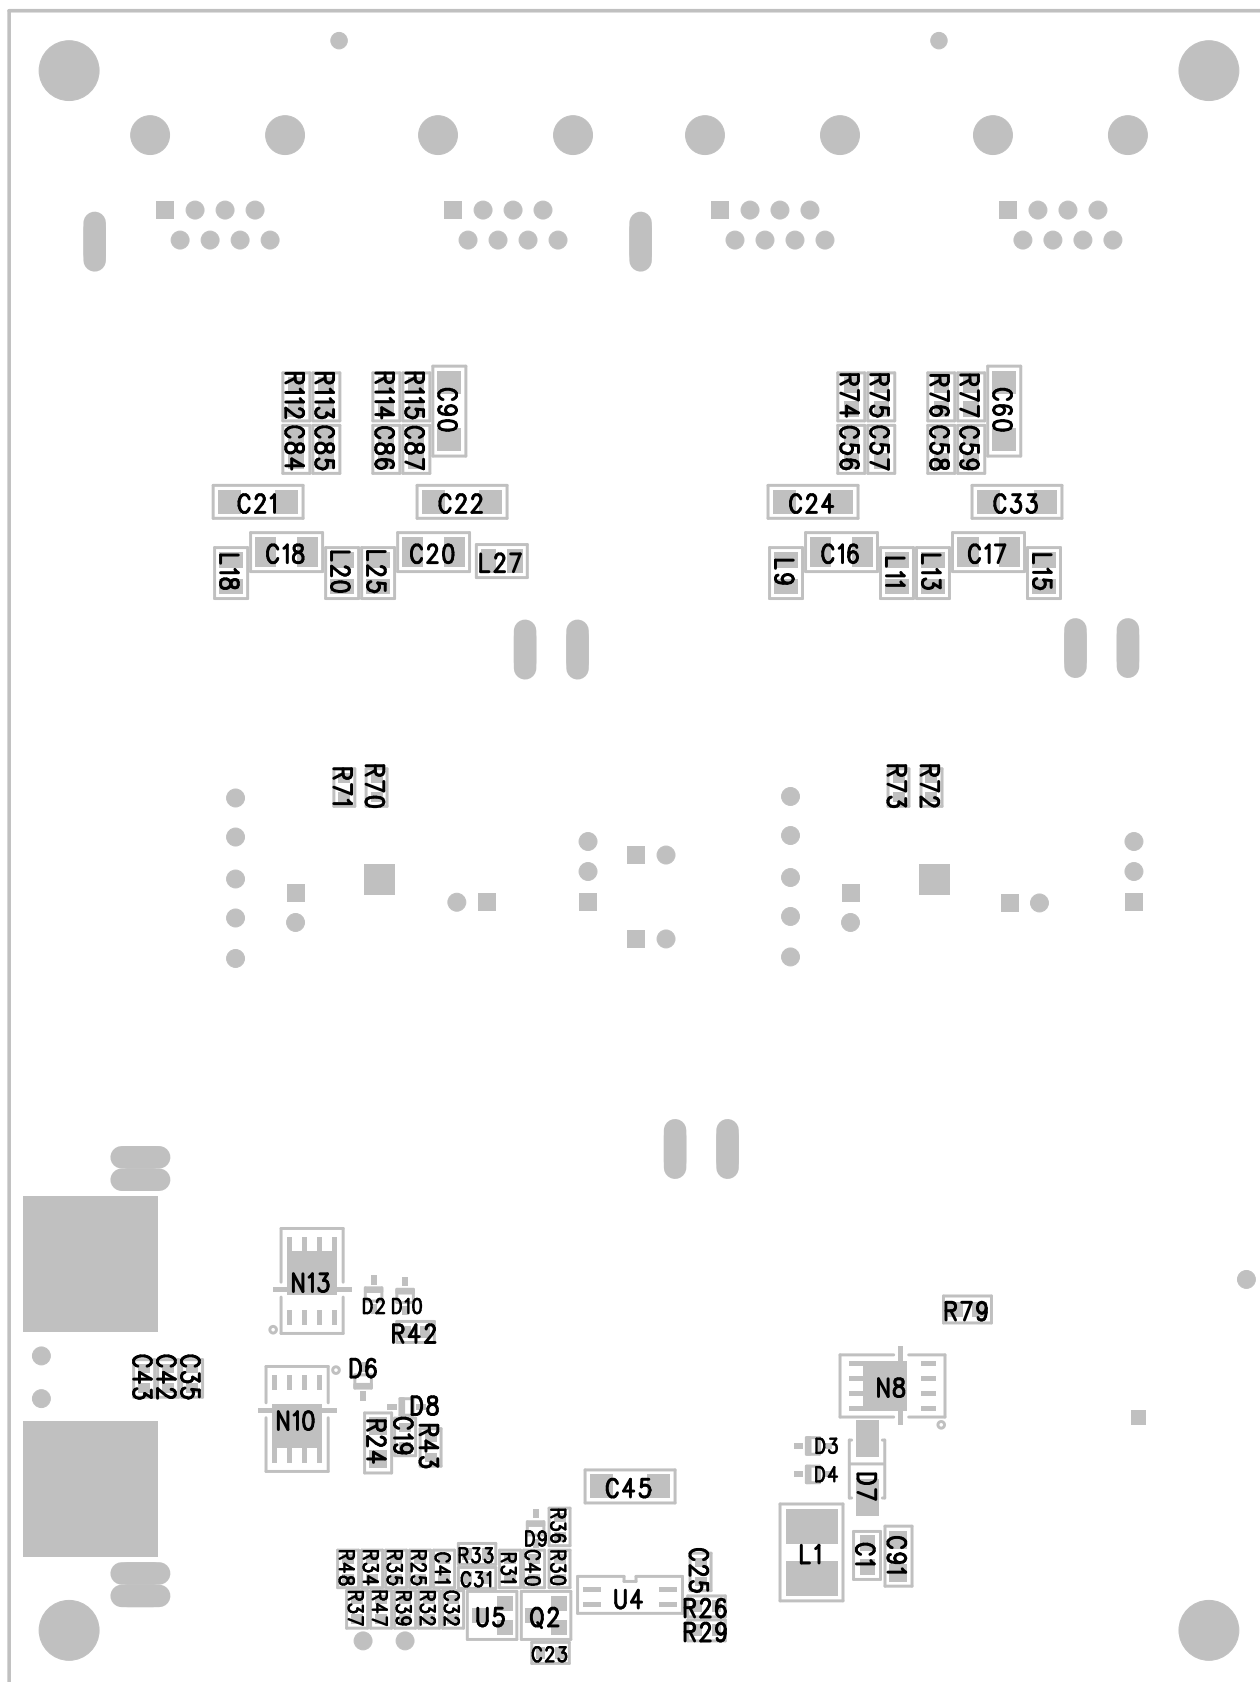 R112 R113 R114 R115 C90 R74 R75 R76 R77 C60
C84 C85 C86 C87 C56 C57 C58 C59
C21 C22 C24 C33
L18 C18 L20 L25 C20 L27 L9 C16 L11 L13 C17 L15
R71 R70 R73 R72
N13 D2 D10 R79
R42
C43 C42 C35 D6 N8
N10 R24 C19 D8 R43 D3
D4 D7
C45
D9 R36
R48 R34 R35 R25 C41 R33 R31 C40 R30 C25 L1 C1 C91
C31
R37 R47 R39 R32 C32 U5 Q2 U4 R26
R29
C23